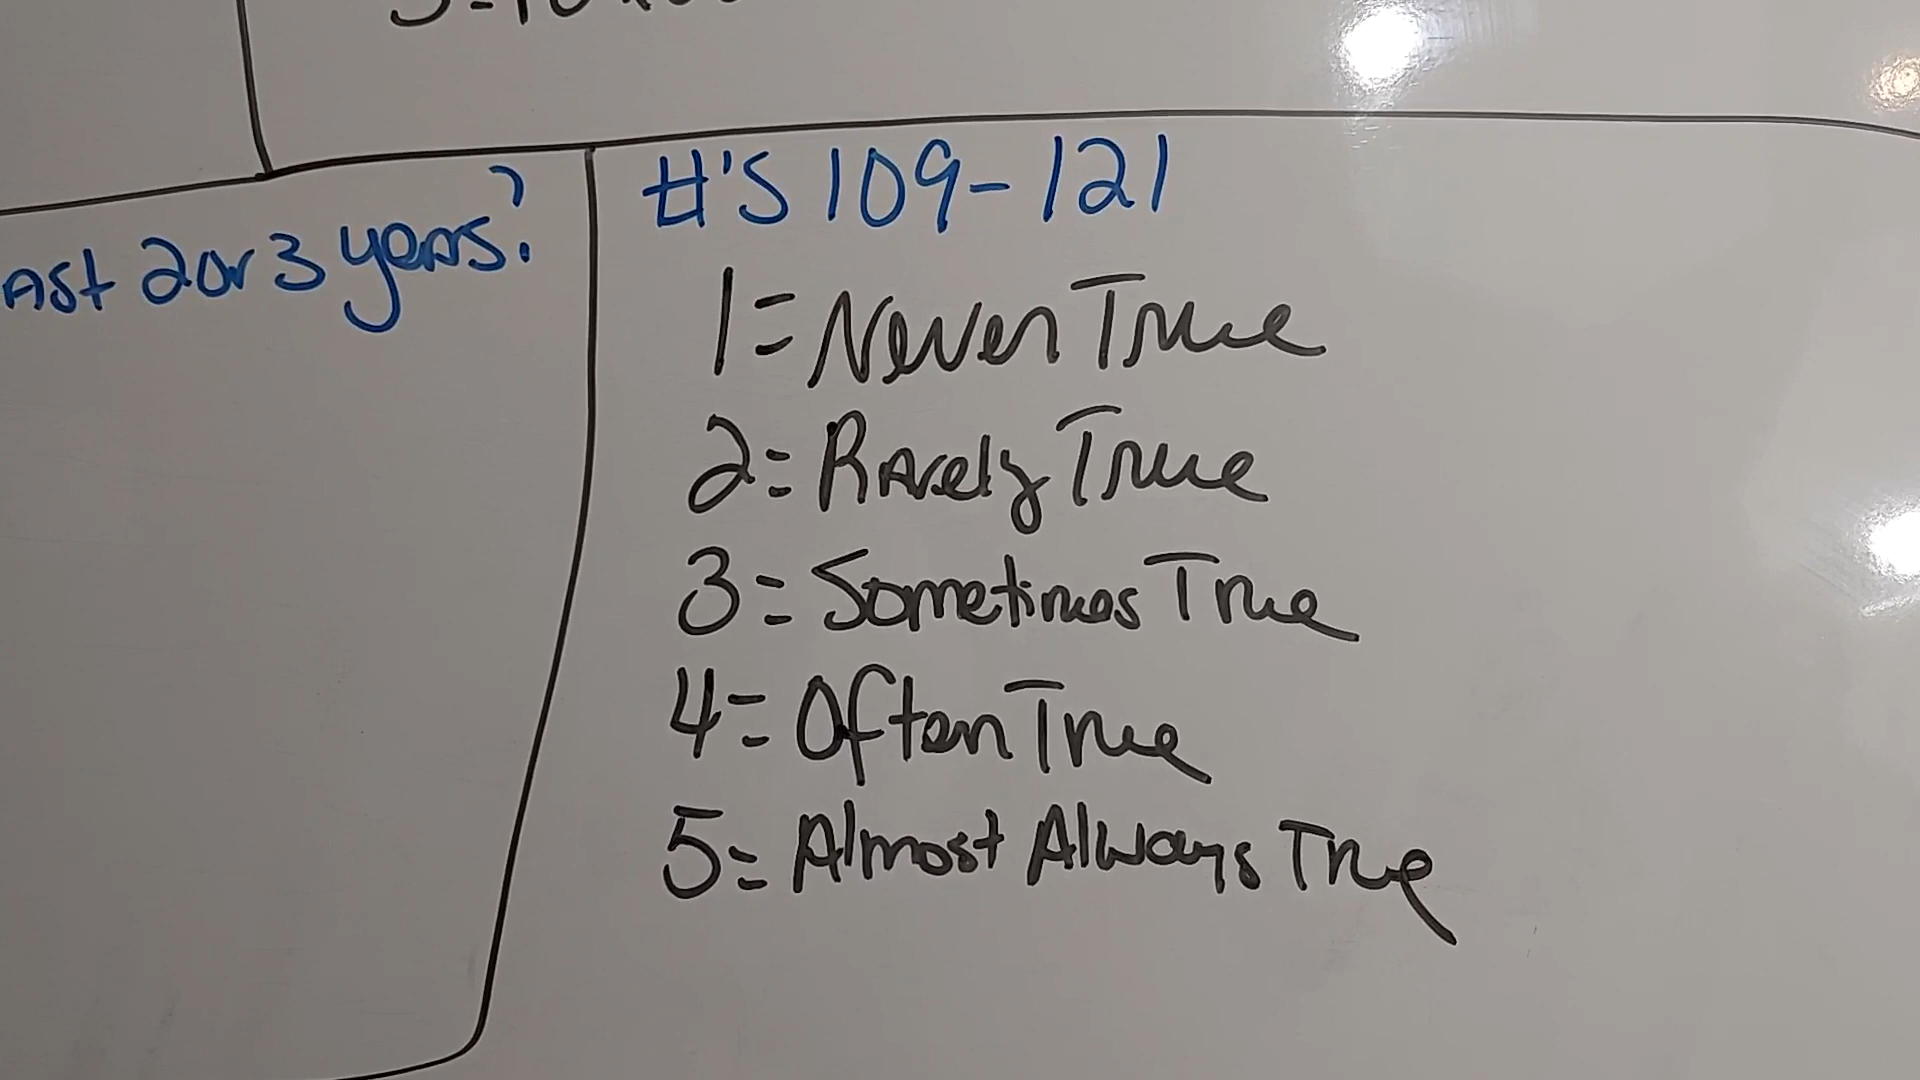 #'S 109-121
ast 2 or 3 years?
1 = Never True
2 = Rarely True
3 = Sometimes True
4 = Often True
5 = Almost Always True